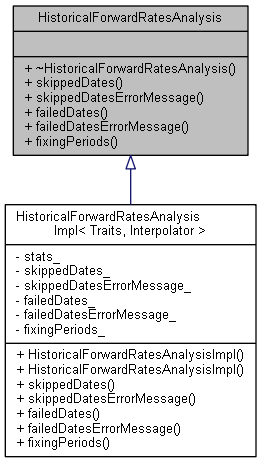 HistoricalForwardRatesAnalysis
+ ~HistoricalForwardRatesAnalysis()
+ skippedDates()
+ skippedDatesErrorMessage()
+ failedDates()
+ failedDatesErrorMessage()
+ fixingPeriods()
HistoricalForwardRatesAnalysis
Impl< Traits, Interpolator >
- stats_
- skippedDates_
- skippedDatesErrorMessage_
- failedDates_
- failedDatesErrorMessage_
- fixingPeriods_
+ HistoricalForwardRatesAnalysisImpl()
+ HistoricalForwardRatesAnalysisImpl()
+ skippedDates()
+ skippedDatesErrorMessage()
+ failedDates()
+ failedDatesErrorMessage()
+ fixingPeriods()